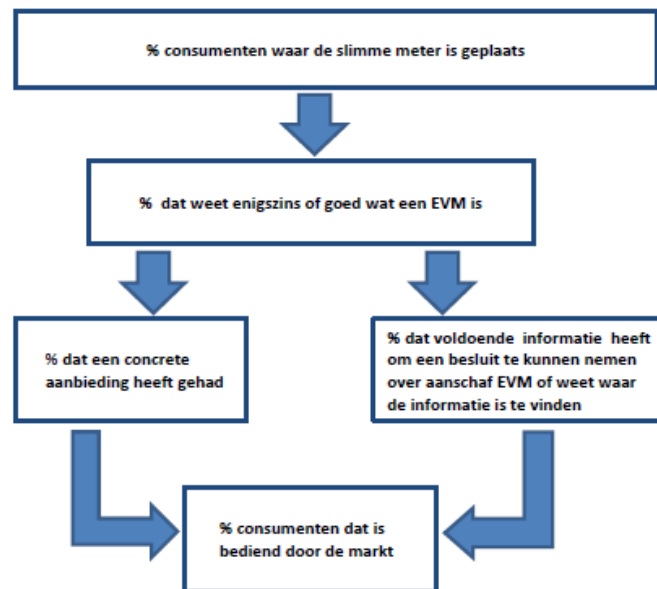 % consumenten waar de slimme meter is geplaats
% dat weet enigszins of goed wat een EVM is
% dat een concrete
aanbieding heeft gehad
% dat voldoende informatie heeft
om een besluit te kunnen nemen
over aanschaf EVM of weet waar
de informatie is te vinden
% consumenten dat is
bediend door de markt